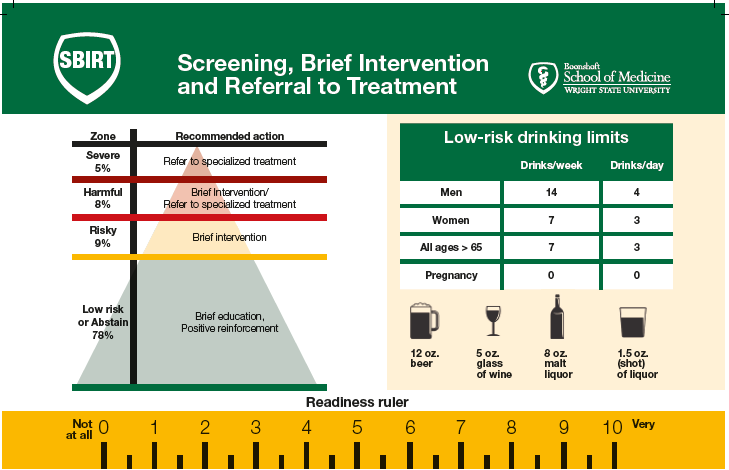 SBIRT
Screening, Brief Intervention
and Referral to Treatment
Boonshoft
School of Medicine
WRIGHT STATE UNIVERSITY
Zone Recommended action
Severe
5%
Refer to specialized treatment
Harmful
8%
Brief Intervention/
Refer to specialized treatment
Risky
9%
Brief intervention
Low risk
or Abstain
78%
Brief education,
Positive reinforcement
Low-risk drinking limits
Drinks/week Drinks/day
Men 14 4
Women 7 3
All ages > 65 7 3
Pregnancy 0 0
12 oz.
beer
5 oz.
glass
of wine
8 oz.
malt
liquor
1.5 oz.
(shot)
of liquor
Readiness ruler
Not
at all
0 1 2 3 4 5 6 7 8 9 10 Very